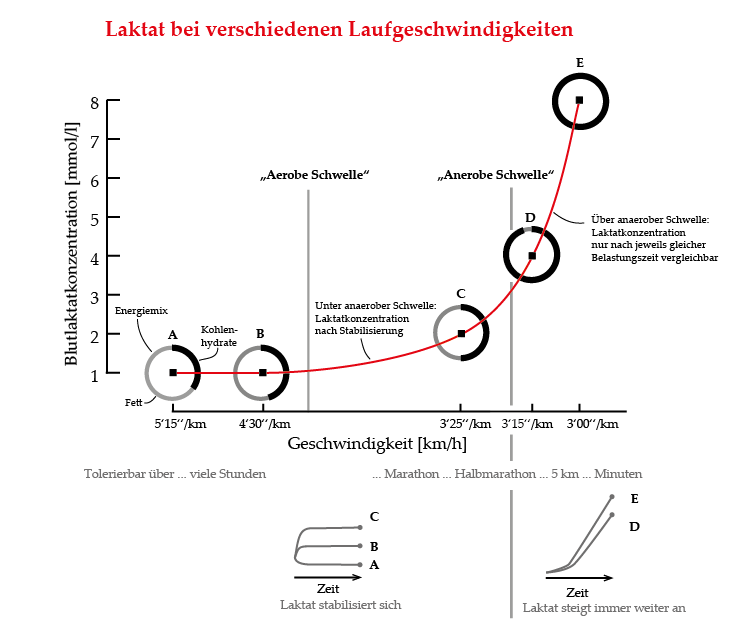 Laktat bei verschiedenen Laufgeschwindigkeiten
E
8
7
6
5
4
3
2
1
Blutlaktatkonzentration [mmol/l]
„Aerobe Schwelle“
„Anerobe Schwelle“
D
Über anaerober Schwelle:
Laktatkonzentration
nur nach jeweils gleicher
Belastungszeit vergleichbar
C
Unter anaerober Schwelle:
Laktatkonzentration
nach Stabilisierung
Energiemix
A
Kohlen-
hydrate
B
Fett
5‘15‘‘/km 4‘30‘‘/km 3‘25‘‘/km 3‘15‘‘/km 3‘00‘‘/km
Geschwindigkeit [km/h]
Tolerierbar über ... viele Stunden ... Marathon ... Halbmarathon ... 5 km ... Minuten
C
B
A
Zeit
Laktat stabilisiert sich
E
D
Zeit
Laktat steigt immer weiter an